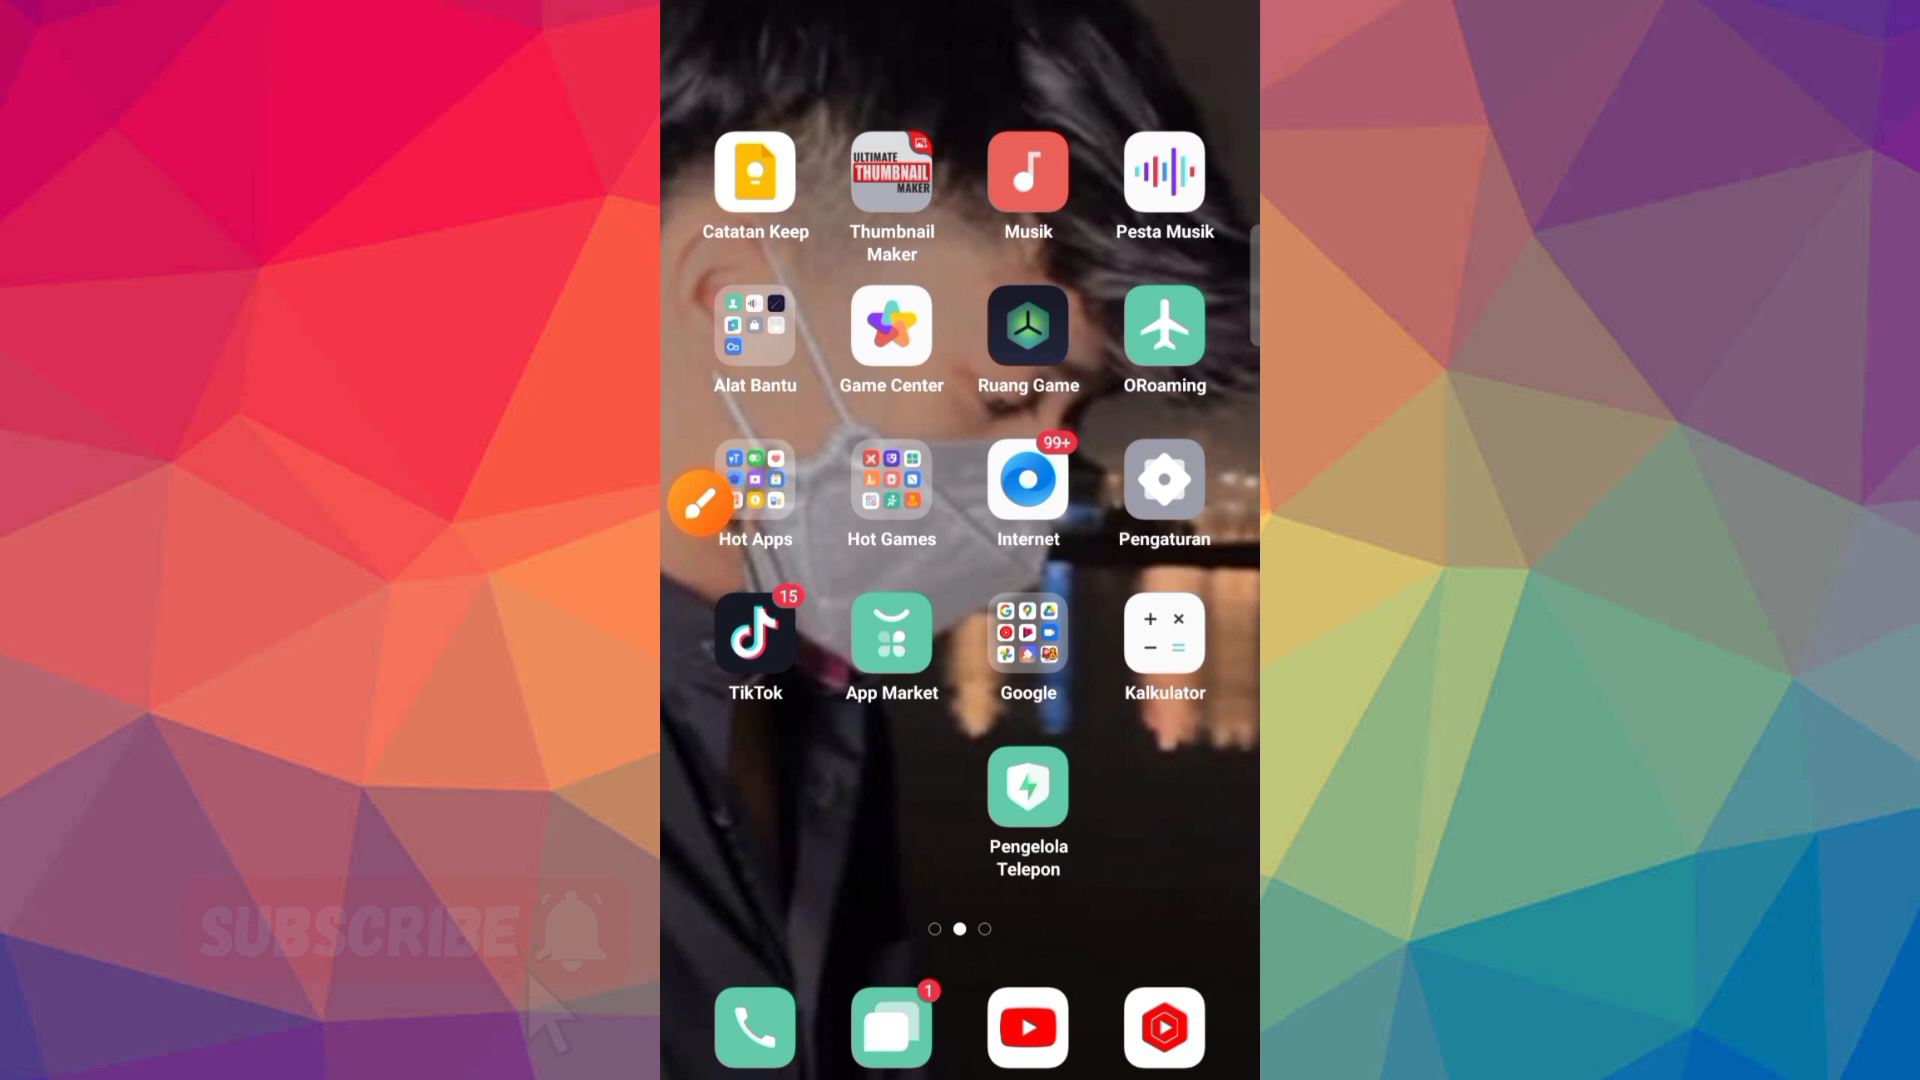 ULTIMATE
THUMBNAIL
MAKER
Catatan Keep
Thumbnail
Maker
Musik
Pesta Musik
Alat Bantu
Game Center
Ruang Game
ORoaming
99+
Hot Apps
Hot Games
Internet
Pengaturan
15
TikTok
App Market
Google
Kalkulator
Pengelola
Telepon
SUBSCRIBE
1